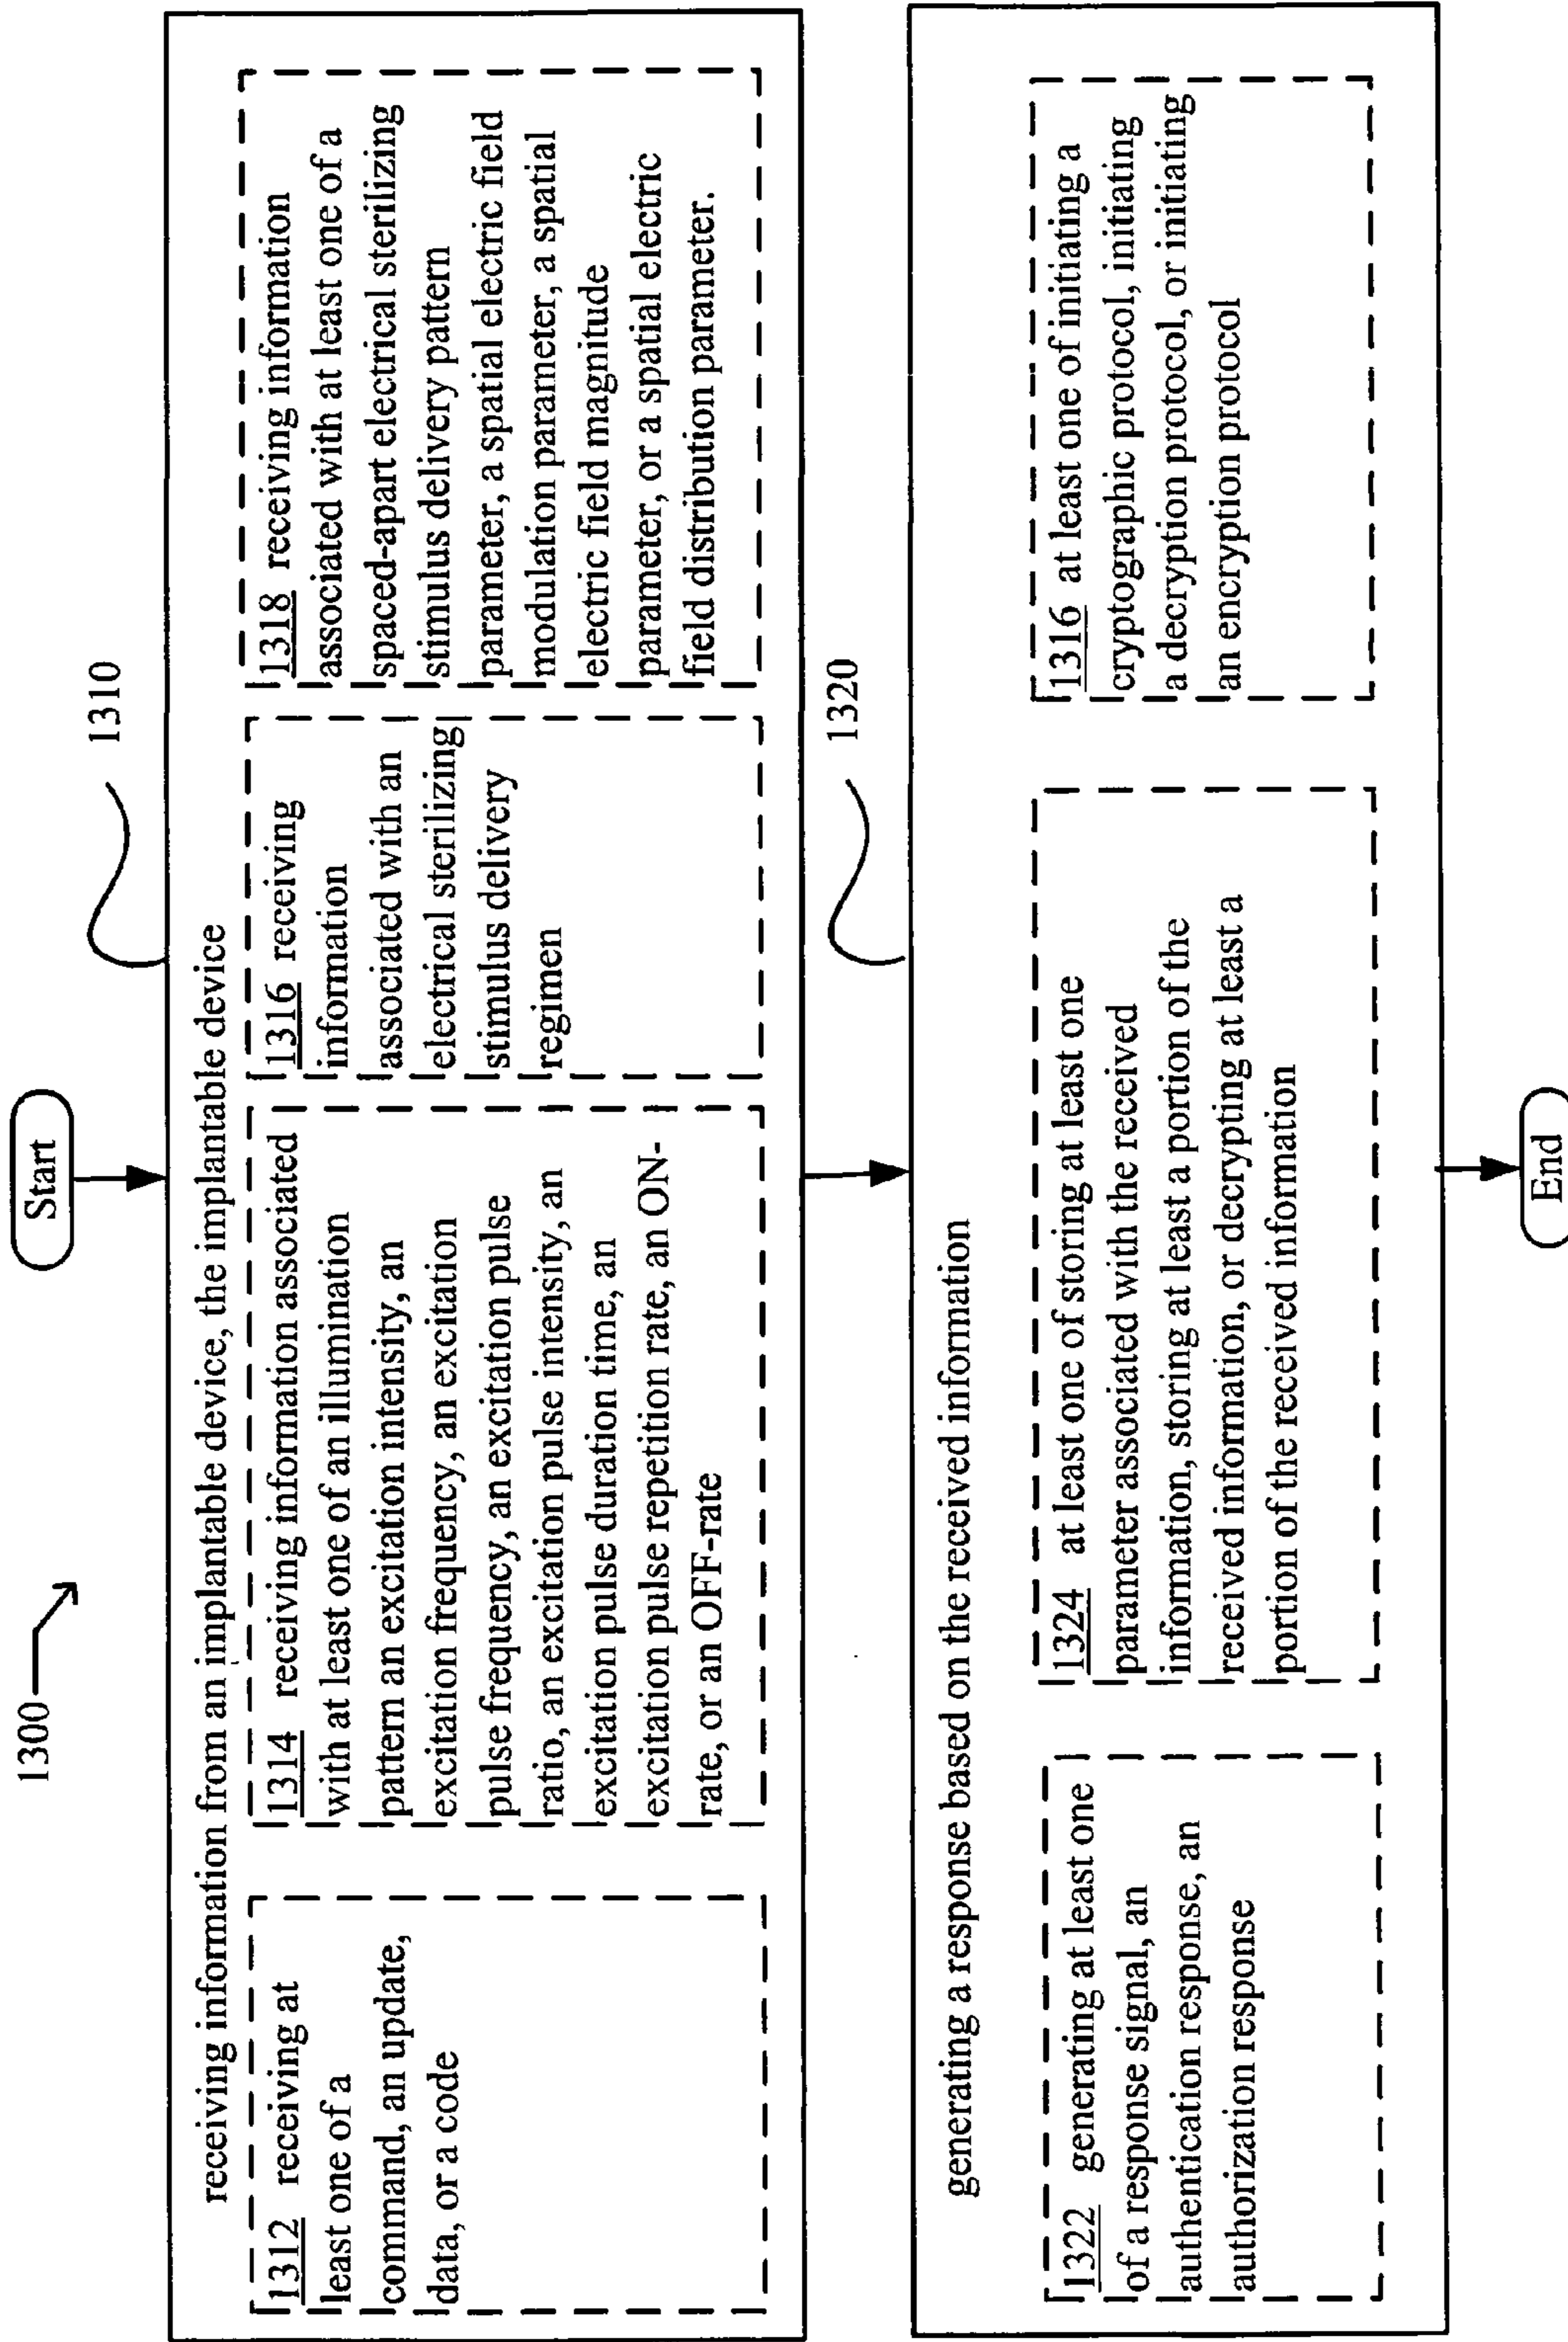 1300
Start
1310
receiving information from an implantable device, the implantable device
1312 receiving at
least one of a
command, an update,
data, or a code
1314 receiving information associated
with at least one of an illumination
pattern an excitation intensity, an
excitation frequency, an excitation
pulse frequency, an excitation pulse
ratio, an excitation pulse intensity, an
excitation pulse duration time, an
excitation pulse repetition rate, an ON-
rate, or an OFF-rate
1316 receiving
information
associated with an
electrical sterilizing
stimulus delivery
regimen
1318 receiving information
associated with at least one of a
spaced-apart electrical sterilizing
stimulus delivery pattern
parameter, a spatial electric field
modulation parameter, a spatial
electric field magnitude
parameter, or a spatial electric
field distribution parameter.
1320
generating a response based on the received information
1322 generating at least one
of a response signal, an
authentication response, an
authorization response
1324 at least one of storing at least one
parameter associated with the received
information, storing at least a portion of the
received information, or decrypting at least a
portion of the received information
1316 at least one of initiating a
cryptographic protocol, initiating
a decryption protocol, or initiating
an encryption protocol
End